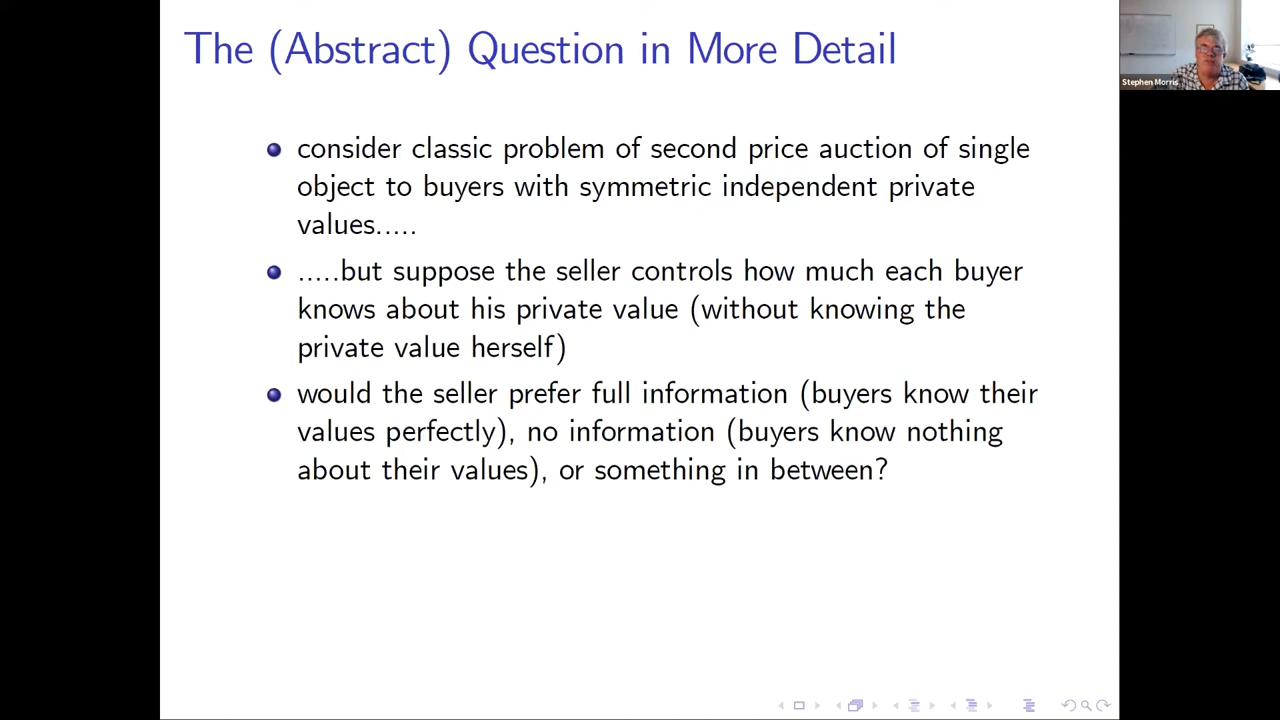 The (Abstract) Question in More Detail
Stephen Morris
consider classic problem of second price auction of single
object to buyers with symmetric independent private
values.....
.....but suppose the seller controls how much each buyer
knows about his private value (without knowing the
private value herself)
would the seller prefer full information (buyers know their
values perfectly), no information (buyers know nothing
about their values), or something in between?